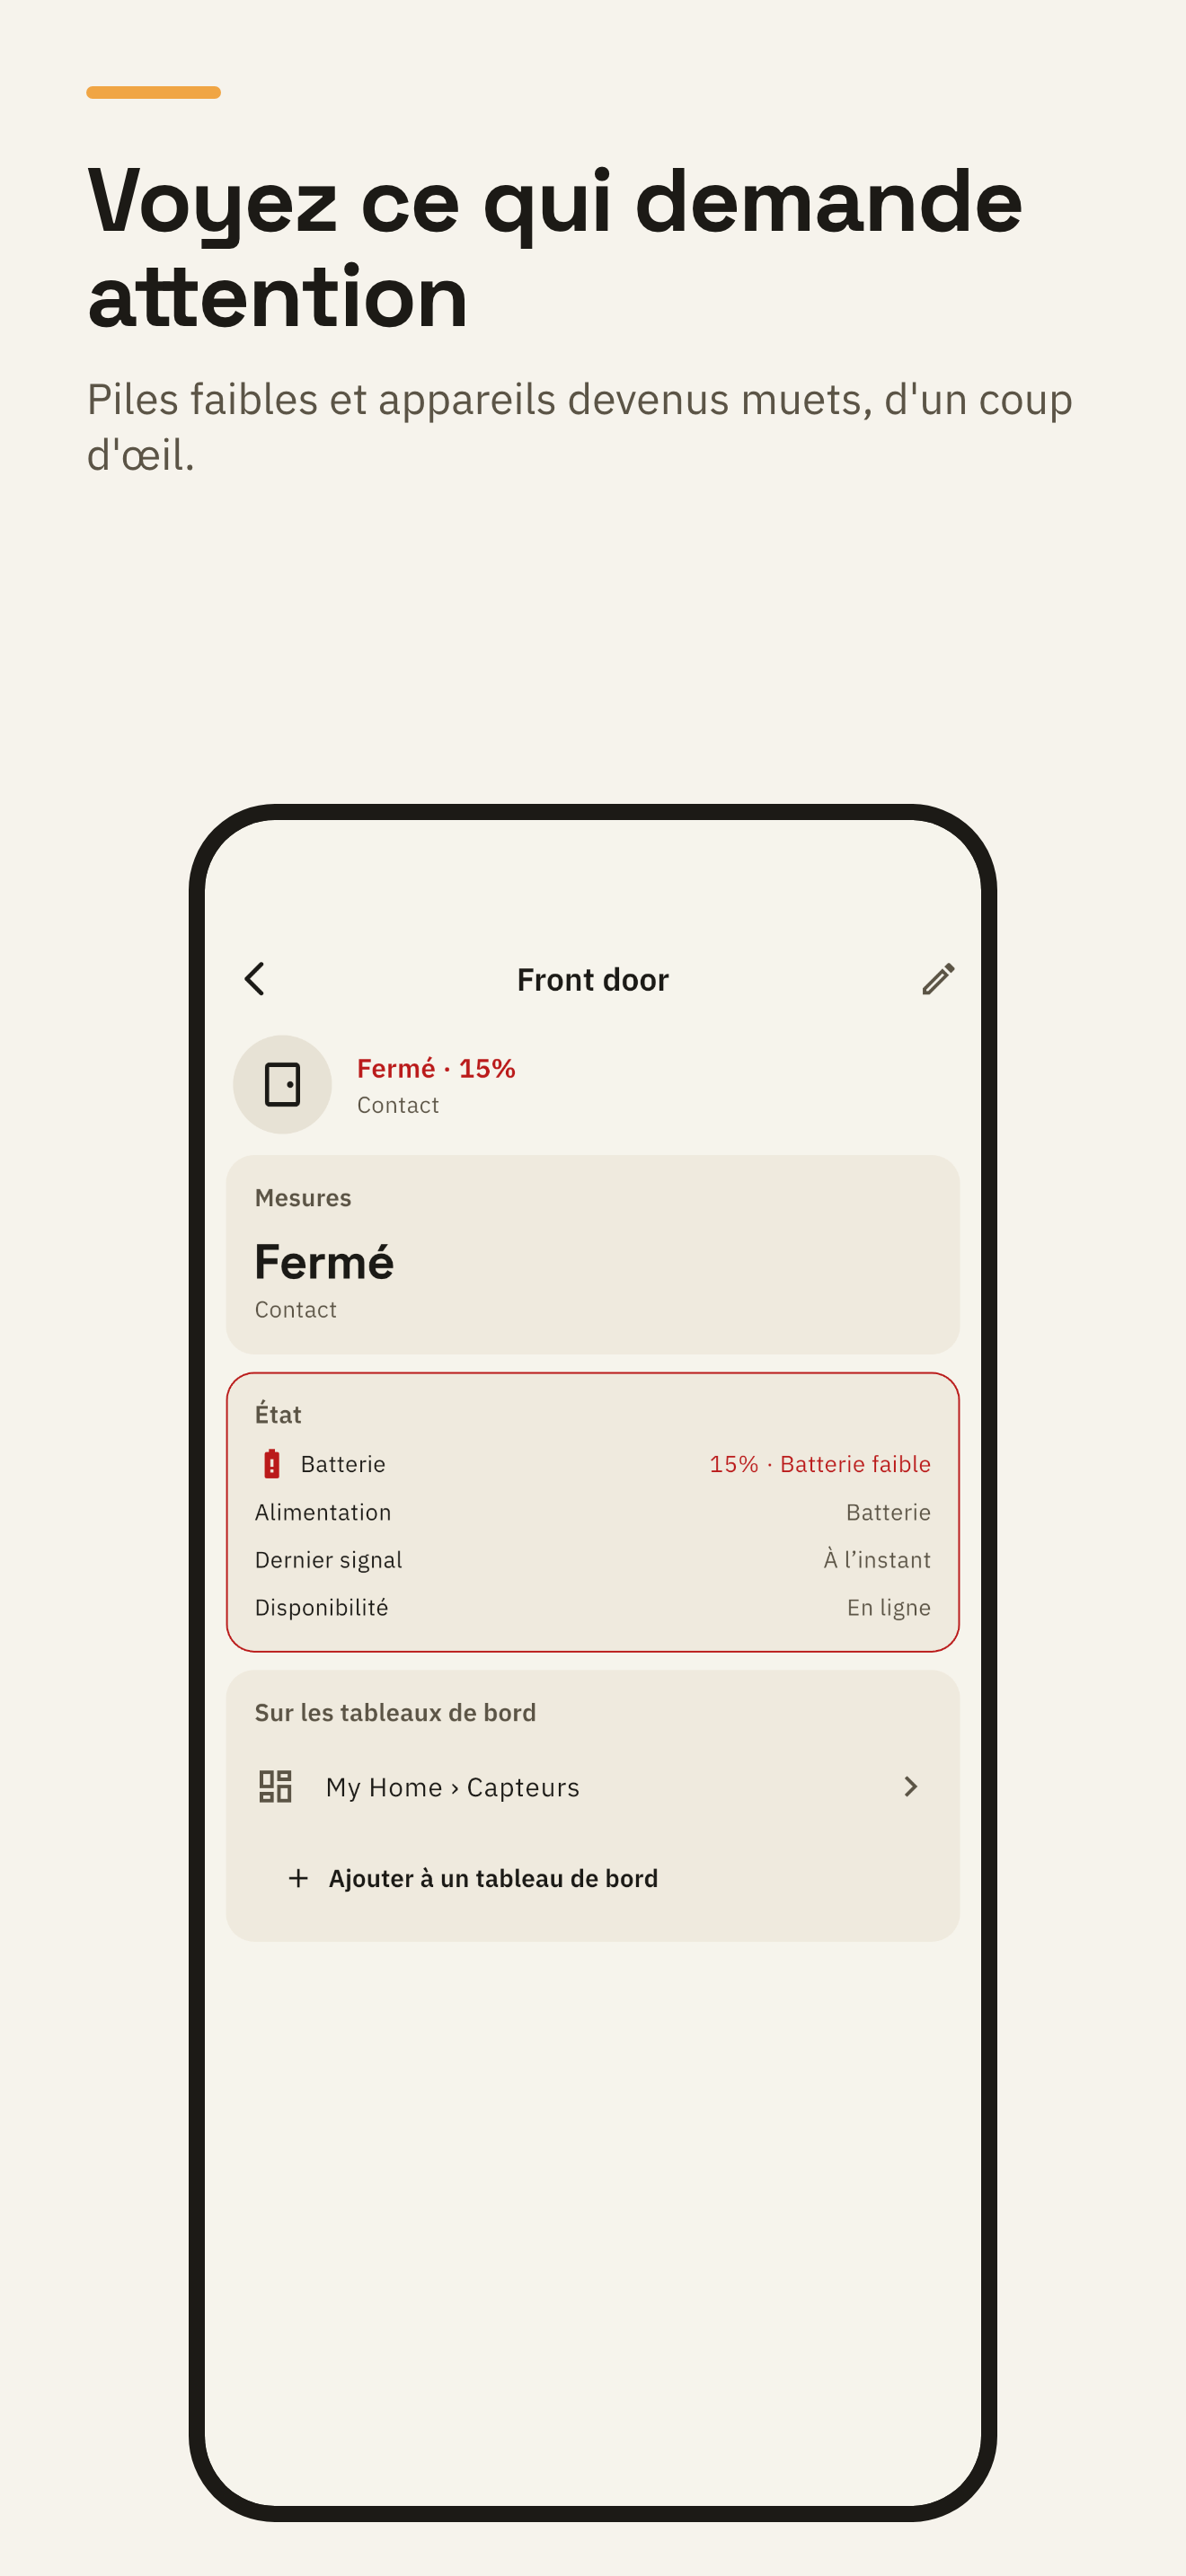 Voyez ce qui demande
attention
Piles faibles et appareils devenus muets, d'un coup
d'œil.
Front door
Fermé · 15%
Contact
Mesures
Fermé
Contact
État
Batterie 15% · Batterie faible
Alimentation Batterie
Dernier signal À l’instant
Disponibilité En ligne
Sur les tableaux de bord
My Home › Capteurs
+ Ajouter à un tableau de bord